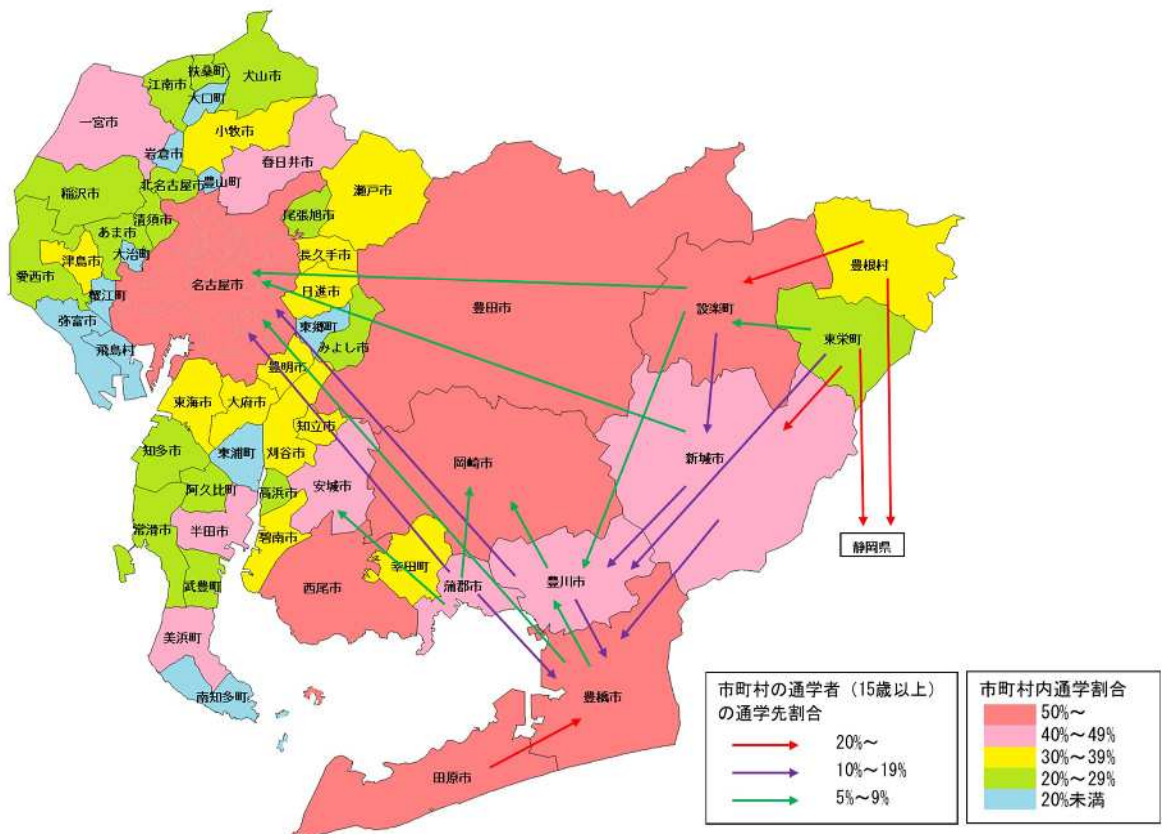 扶桑町
江南市
犬山市
大口町
一宮市
小牧市
岩倉市
春日井市
北名古屋市
豊山町
瀬戸市
稲沢市
清須市
尾張旭市
あま市
長久手市
津島市
大治町
豊根村
愛西市
名古屋市
日進市
蟹江町
豊田市
設楽町
弥富市
東郷町
東栄町
みよし市
飛島村
豊明市
東海市
大府市
知立市
知多市
東浦町
刈谷市
岡崎市
新城市
阿久比町
高浜市
安城市
常滑市
半田市
碧南市
静岡県
幸田町
豊川市
武豊町
西尾市
蒲郡市
美浜町
南知多町
豊橋市
田原市
市町村の通学者（15歳以上）
の通学先割合
20%～
10%～19%
5%～9%
市町村内通学割合
50%～
40%～49%
30%～39%
20%～29%
20%未満